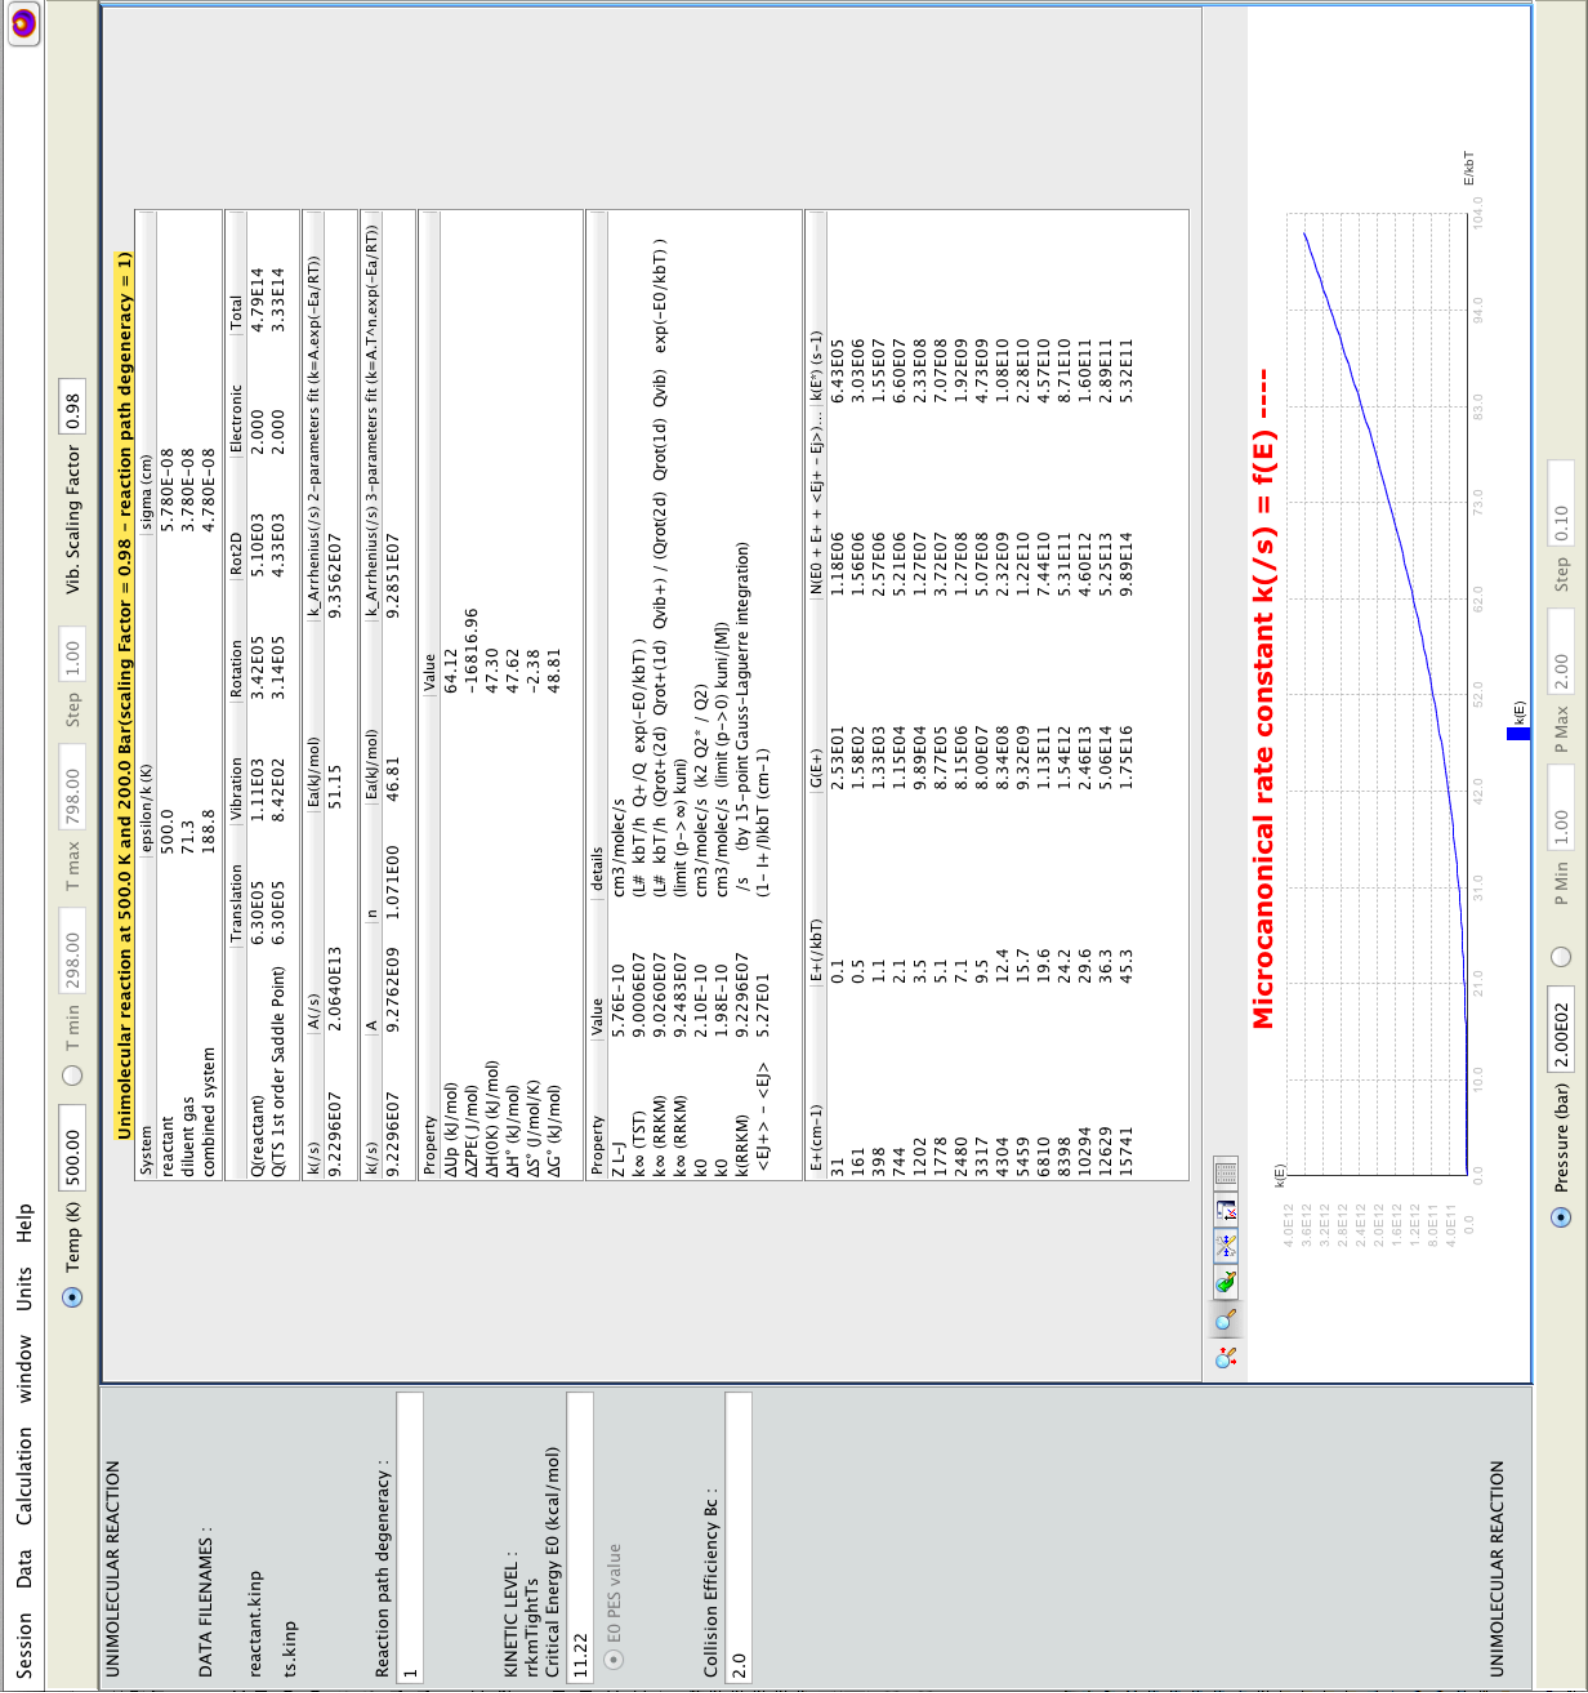 Session Data Calculation window Units Help
Temp (K) 500.00 T min 298.00 T max 798.00 Step 1.00 Vib. Scaling Factor 0.98
UNIMOLECULAR REACTION
DATA FILENAMES :
reactant.kinp
ts.kinp
Reaction path degeneracy :
1
KINETIC LEVEL :
rrkmTightTs
Critical Energy E0 (kcal/mol)
11.22
E0 PES value
Collision Efficiency Bc :
2.0
UNIMOLECULAR REACTION
Unimolecular reaction at 500.0 K and 200.0 Bar(scaling Factor = 0.98 - reaction path degeneracy = 1)
System epsilon/k (K) sigma (cm)
reactant 500.0 5.780E-08
diluent gas 71.3 3.780E-08
combined system 188.8 4.780E-08
Translation Vibration Rotation Rot2D Electronic Total
Q(reactant) 6.30E05 1.11E03 3.42E05 5.10E03 2.000 4.79E14
Q(TS 1st order Saddle Point) 6.30E05 8.42E02 3.14E05 4.33E03 2.000 3.33E14
k(/s) A(/s) Ea(kJ/mol) k_Arrhenius(/s) 2-parameters fit (k=A.exp(-Ea/RT))
9.2296E07 2.0640E13 51.15 9.3562E07
k(/s) A n Ea(kJ/mol) k_Arrhenius(/s) 3-parameters fit (k=A.T^n.exp(-Ea/RT))
9.2296E07 9.2762E09 1.071E00 46.81 9.2851E07
Property Value
ΔUp (kJ/mol) 64.12
ΔZPE(J/mol) -16816.96
ΔH(0K) (kJ/mol) 47.30
ΔH° (kJ/mol) 47.62
ΔS° (J/mol/K) -2.38
ΔG° (kJ/mol) 48.81
Property Value details
Z L-J 5.76E-10 cm3/molec/s
k∞ (TST) 9.0006E07 (L# kbT/h Q+/Q exp(-E0/kbT) )
k∞ (RRKM) 9.0260E07 (L# kbT/h (Qrot+(2d) Qrot+(1d) Qvib+) / (Qrot(2d) Qrot(1d) Qvib) exp(-E0/kbT) )
k∞ (RRKM) 9.2483E07 (limit (p->∞) kuni)
k0 2.10E-10 cm3/molec/s (k2 Q2* / Q2)
k0 1.98E-10 cm3/molec/s (limit (p->0) kuni/[M])
k(RRKM) 9.2296E07 /s (by 15-point Gauss-Laguerre integration)
<EJ+> - <EJ> 5.27E01 (1- I+/I)kbT (cm-1)
E+(cm-1) E+(/kbT) G(E+) N(E0 + E+ + <Ej+ - Ej>)... k(E*) (s-1)
31 0.1 2.53E01 1.18E06 6.43E05
161 0.5 1.58E02 1.56E06 3.03E06
398 1.1 1.33E03 2.57E06 1.55E07
744 2.1 1.15E04 5.21E06 6.60E07
1202 3.5 9.89E04 1.27E07 2.33E08
1778 5.1 8.77E05 3.72E07 7.07E08
2480 7.1 8.15E06 1.27E08 1.92E09
3317 9.5 8.00E07 5.07E08 4.73E09
4304 12.4 8.34E08 2.32E09 1.08E10
5459 15.7 9.32E09 1.22E10 2.28E10
6810 19.6 1.13E11 7.44E10 4.57E10
8398 24.2 1.54E12 5.31E11 8.71E10
10294 29.6 2.46E13 4.60E12 1.60E11
12629 36.3 5.06E14 5.25E13 2.89E11
15741 45.3 1.75E16 9.89E14 5.32E11
Microcanonical rate constant k(/s) = f(E) ----
k(E)
4.0E12
3.6E12
3.2E12
2.8E12
2.4E12
2.0E12
1.6E12
1.2E12
8.0E11
4.0E11
0.0
0.0 10.0 21.0 31.0 42.0 52.0 62.0 73.0 83.0 94.0 104.0
E/kbT
k(E)
Pressure (bar) 2.00E02 P Min 1.00 P Max 2.00 Step 0.10